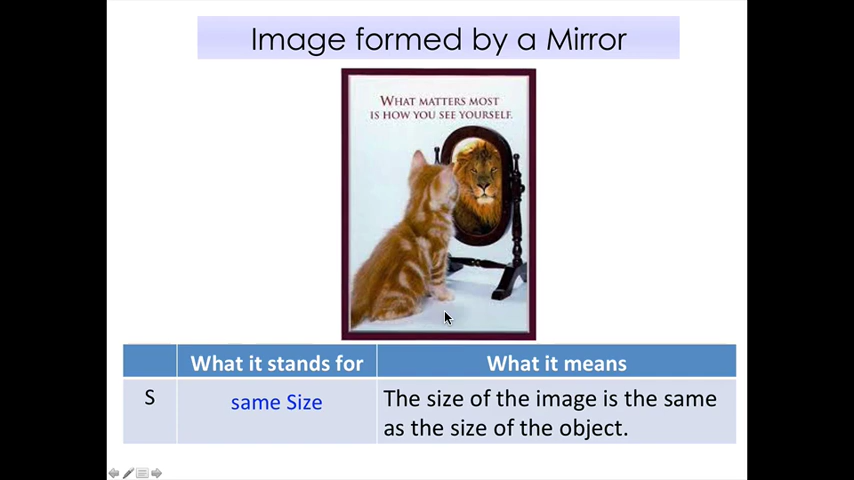 Image formed by a Mirror
WHAT MATTERS MOST
IS HOW YOU SEE YOURSELF.
What it stands for What it means
S same Size The size of the image is the same
as the size of the object.